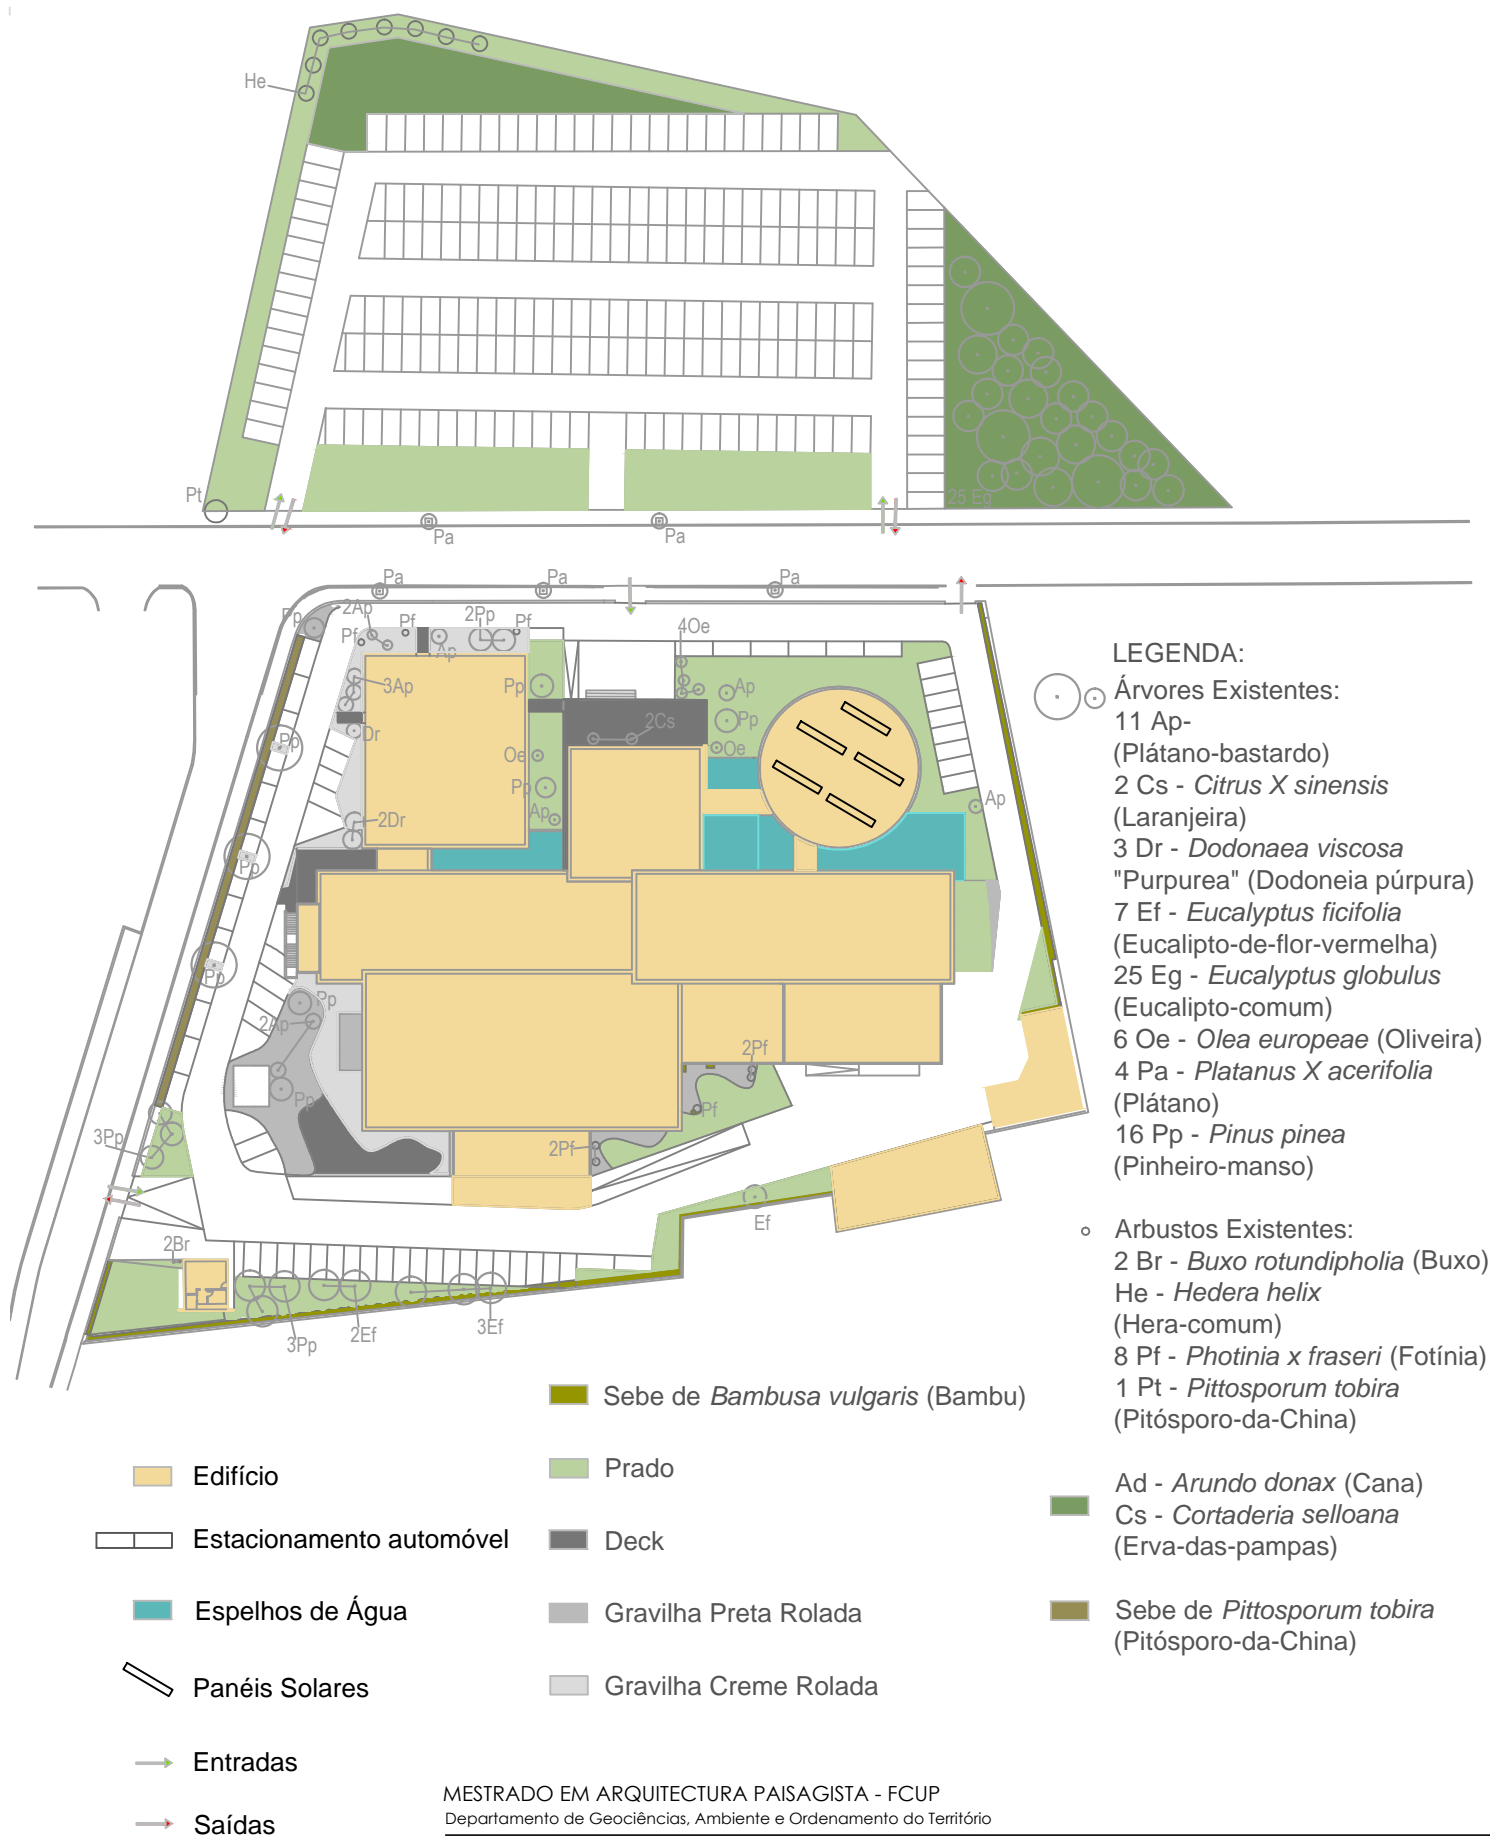 He
Pt
25 Eg
Pa
Pa
Pa
Pa
Pa
Pp
2Ap
Pf
Pf
2Pp
Pf
Ap
4Oe
3Ap
Pp
Ap
Pp
2Cs
Oe
Dr
Pp
Oe
Pp
Ap
Ap
2Dr
Pp
Pp
Pp
2Ap
2Pf
Pp
Pf
3Pp
2Pf
Ef
2Br
3Pp
2Ef
3Ef
LEGENDA:
Árvores Existentes:
11 Ap-
(Plátano-bastardo)
2 Cs - Citrus X sinensis
(Laranjeira)
3 Dr - Dodonaea viscosa
"Purpurea" (Dodoneia púrpura)
7 Ef - Eucalyptus ficifolia
(Eucalipto-de-flor-vermelha)
25 Eg - Eucalyptus globulus
(Eucalipto-comum)
6 Oe - Olea europeae (Oliveira)
4 Pa - Platanus X acerifolia
(Plátano)
16 Pp - Pinus pinea
(Pinheiro-manso)
Arbustos Existentes:
2 Br - Buxo rotundipholia (Buxo)
He - Hedera helix
(Hera-comum)
8 Pf - Photinia x fraseri (Fotínia)
1 Pt - Pittosporum tobira
(Pitósporo-da-China)
Ad - Arundo donax (Cana)
Cs - Cortaderia selloana
(Erva-das-pampas)
Sebe de Pittosporum tobira
(Pitósporo-da-China)
Sebe de Bambusa vulgaris (Bambu)
Prado
Deck
Gravilha Preta Rolada
Gravilha Creme Rolada
Edifício
Estacionamento automóvel
Espelhos de Água
Panéis Solares
Entradas
Saídas
MESTRADO EM ARQUITECTURA PAISAGISTA - FCUP
Departamento de Geociências, Ambiente e Ordenamento do Território